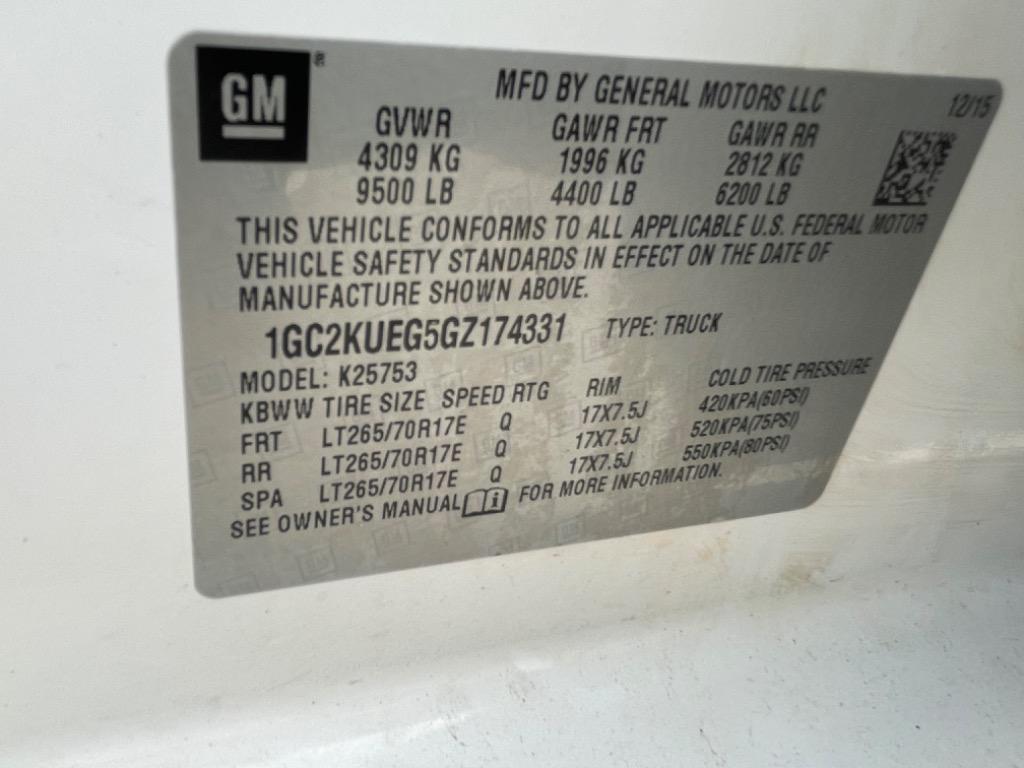 GM ®
MFD BY GENERAL MOTORS LLC 12/15
GVWR GAWR FRT GAWR RR
4309 KG 1996 KG 2812 KG
9500 LB 4400 LB 6200 LB
THIS VEHICLE CONFORMS TO ALL APPLICABLE U.S. FEDERAL MOTOR
VEHICLE SAFETY STANDARDS IN EFFECT ON THE DATE OF
MANUFACTURE SHOWN ABOVE.
1GC2KUEG5GZ174331 TYPE: TRUCK
MODEL: K25753
KBWW TIRE SIZE SPEED RTG RIM COLD TIRE PRESSURE
FRT LT265/70R17E Q 17X7.5J 420KPA(60PSI)
RR LT265/70R17E Q 17X7.5J 520KPA(75PSI)
SPA LT265/70R17E Q 17X7.5J 550KPA(80PSI)
SEE OWNER'S MANUAL i FOR MORE INFORMATION.